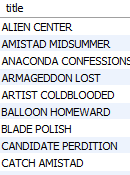 title
ALIEN CENTER
AMISTAD MIDSUMMER
ANACONDA CONFESSIONS
ARMAGEDDON LOST
ARTIST COLDBLOODED
BALLOON HOMEWARD
BLADE POLISH
CANDIDATE PERDITION
CATCH AMISTAD